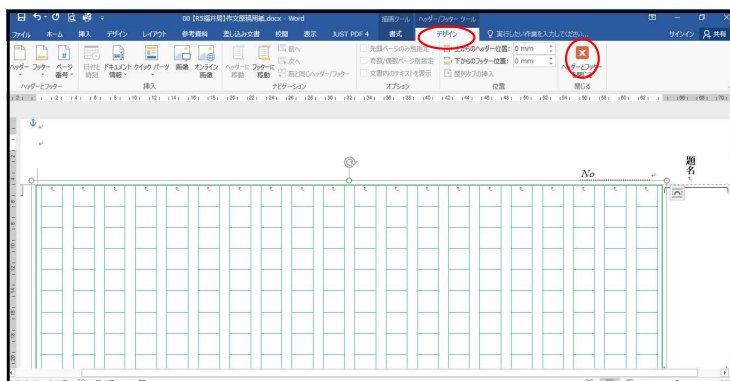 00【R5福井局】作文原稿用紙.docx - Word
描画ツール ヘッダー/フッター ツール
ファイル ホーム 挿入 デザイン レイアウト 参考資料 差し込み文書 校閲 表示 JUST PDF 4 書式 デザイン 実行したい作業を入力してください... サインイン 共有
ヘッダー フッター ページ番号 日付と時刻 ドキュメント情報 クイック パーツ 画像 オンライン画像 ヘッダーに移動 フッターに移動
前へ
次へ
前と同じヘッダー/フッター
先頭ページのみ別指定
奇数/偶数ページ別指定
文書内のテキストを表示
上からのヘッダー位置: 0 mm
下からのフッター位置: 0 mm
整列タブの挿入
ヘッダーとフッターを閉じる
ヘッダーとフッター 挿入 ナビゲーション オプション 位置 閉じる
No
題名